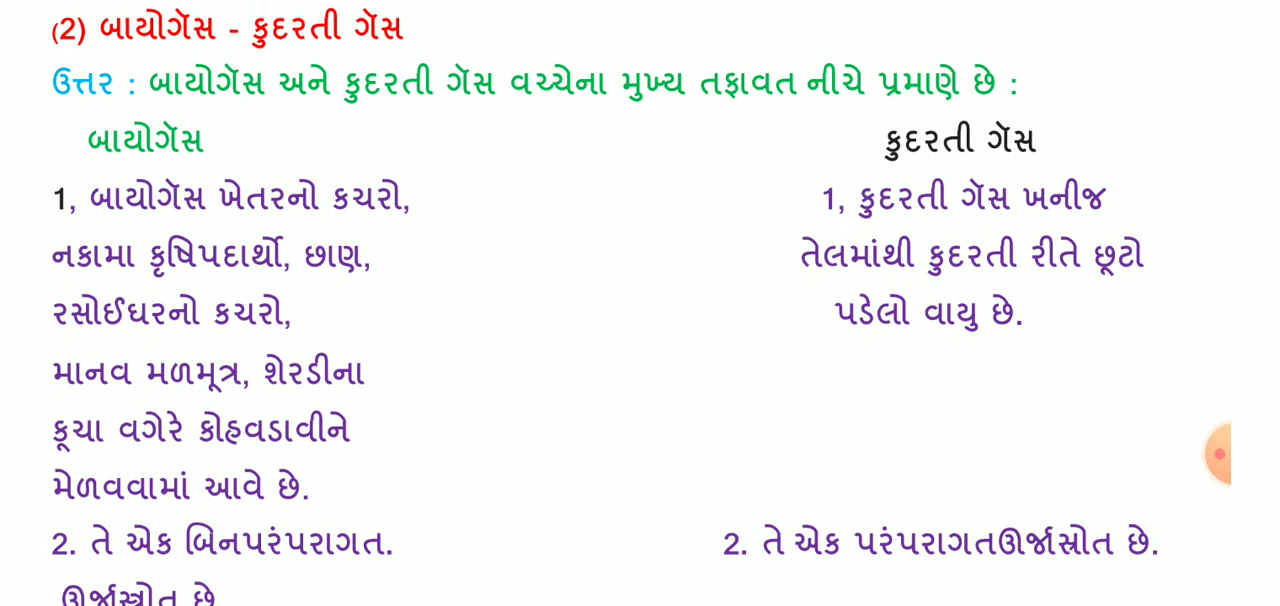 (2) બાયોગૅસ - કુદરતી ગૅસ
ઉત્તર : બાયોગૅસ અને કુદરતી ગૅસ વચ્ચેના મુખ્ય તફાવત નીચે પ્રમાણે છે :
બાયોગૅસ
કુદરતી ગૅસ
1, બાયોગૅસ ખેતરનો કચરો,
નકામા કૃષિપદાર્થો, છાણ,
રસોઈઘરનો કચરો,
માનવ મળમૂત્ર, શેરડીના
કૂચા વગેરે કોહવડાવીને
મેળવવામાં આવે છે.
1, કુદરતી ગૅસ ખનીજ
તેલમાંથી કુદરતી રીતે છૂટો
પડેલો વાયુ છે.
2. તે એક બિનપરંપરાગત.
ઊર્જાસ્ત્રોત છે
2. તે એક પરંપરાગતઊર્જાસ્રોત છે.